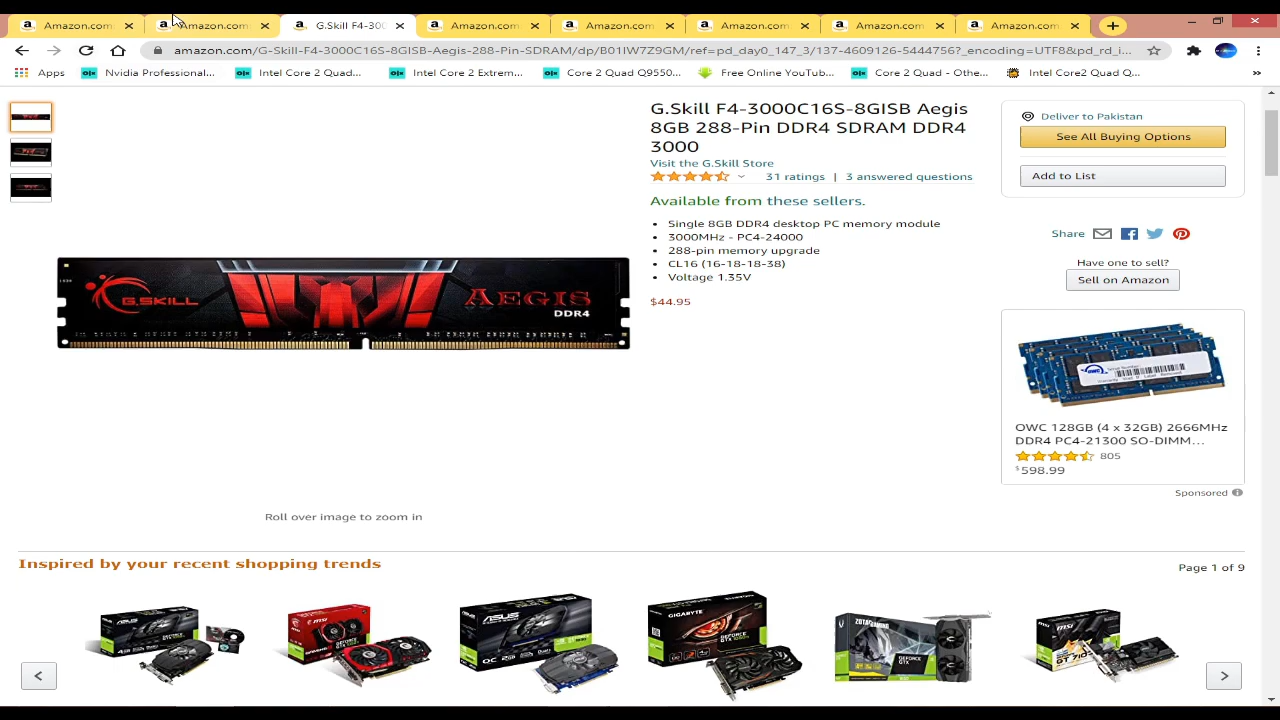 Amazon.com
Amazon.com
G.Skill F4-300
Amazon.com
Amazon.com
Amazon.com
Amazon.com
Amazon.com
amazon.com/G-Skill-F4-3000C16S-8GISB-Aegis-288-Pin-SDRAM/dp/B01IW7Z9GM/ref=pd_day0_147_3/137-4609126-5444756?_encoding=UTF8&pd_rd_i...
Apps
Nvidia Professional...
Intel Core 2 Quad...
Intel Core 2 Extrem...
Core 2 Quad Q9550...
Free Online YouTub...
Core 2 Quad - Othe...
Intel Core2 Quad Q...
G.Skill F4-3000C16S-8GISB Aegis
8GB 288-Pin DDR4 SDRAM DDR4
3000
Visit the G.Skill Store
31 ratings | 3 answered questions
Available from these sellers.
• Single 8GB DDR4 desktop PC memory module
• 3000MHz - PC4-24000
• 288-pin memory upgrade
• CL16 (16-18-18-38)
• Voltage 1.35V
$44.95
G.SKILL
AEGIS
DDR4
Roll over image to zoom in
Deliver to Pakistan
See All Buying Options
Add to List
Share
Have one to sell?
Sell on Amazon
OWC
OWC 128GB (4 x 32GB) 2666MHz
DDR4 PC4-21300 SO-DIMM...
805
$598.99
Sponsored
Inspired by your recent shopping trends
Page 1 of 9
ASUS
msi
ASUS
GIGABYTE
ZOTAC GAMING
msi